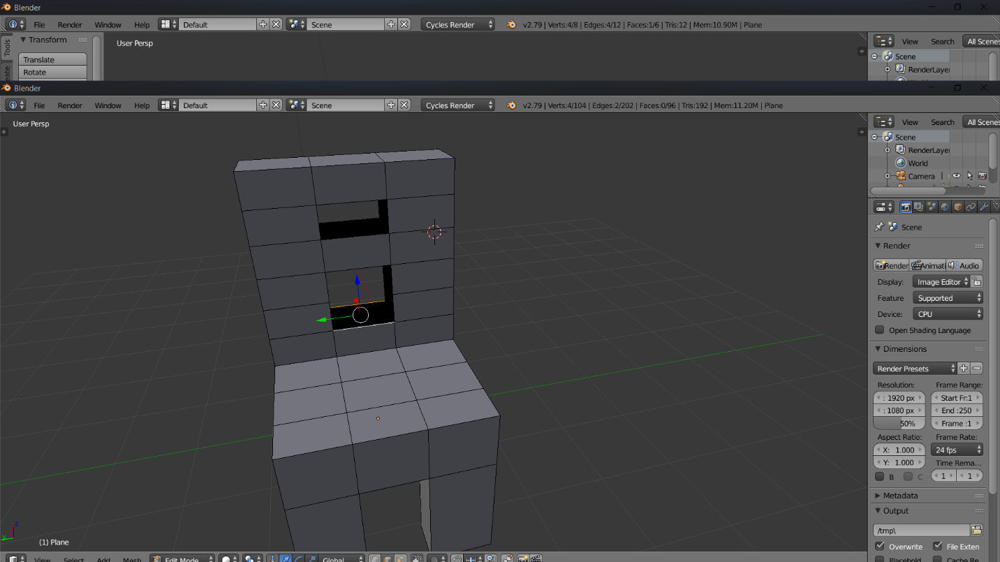 Blender
File Render Window Help Default Scene Cycles Render v2.79 | Verts:4/8 | Edges:4/12 | Faces:1/6 | Tris:12 | Mem:10.90M | Plane
Tools
Transform
Translate
Rotate
User Persp
View Search All Scenes
Scene
RenderLaye
Blender
File Render Window Help Default Scene Cycles Render v2.79 | Verts:4/104 | Edges:2/202 | Faces:0/96 | Tris:192 | Mem:11.20M | Plane
User Persp
View Search All Scenes
Scene
RenderLaye
World
Camera
Scene
Render
Render Animati Audio
Display: Image Editor
Feature Supported
Device: CPU
Open Shading Language
Dimensions
Render Presets
Resolution: Frame Range:
: 1920 px Start Fr:1
: 1080 px End :250
50% Frame :1
Aspect Ratio: Frame Rate:
X: 1.000 24 fps
Y: 1.000 Time Rema...
B C 1 1
Metadata
Output
/tmp\
Overwrite File Exten
(1) Plane
z
y
View Select Add Mesh Edit Mode Global
Placehold Cache Re